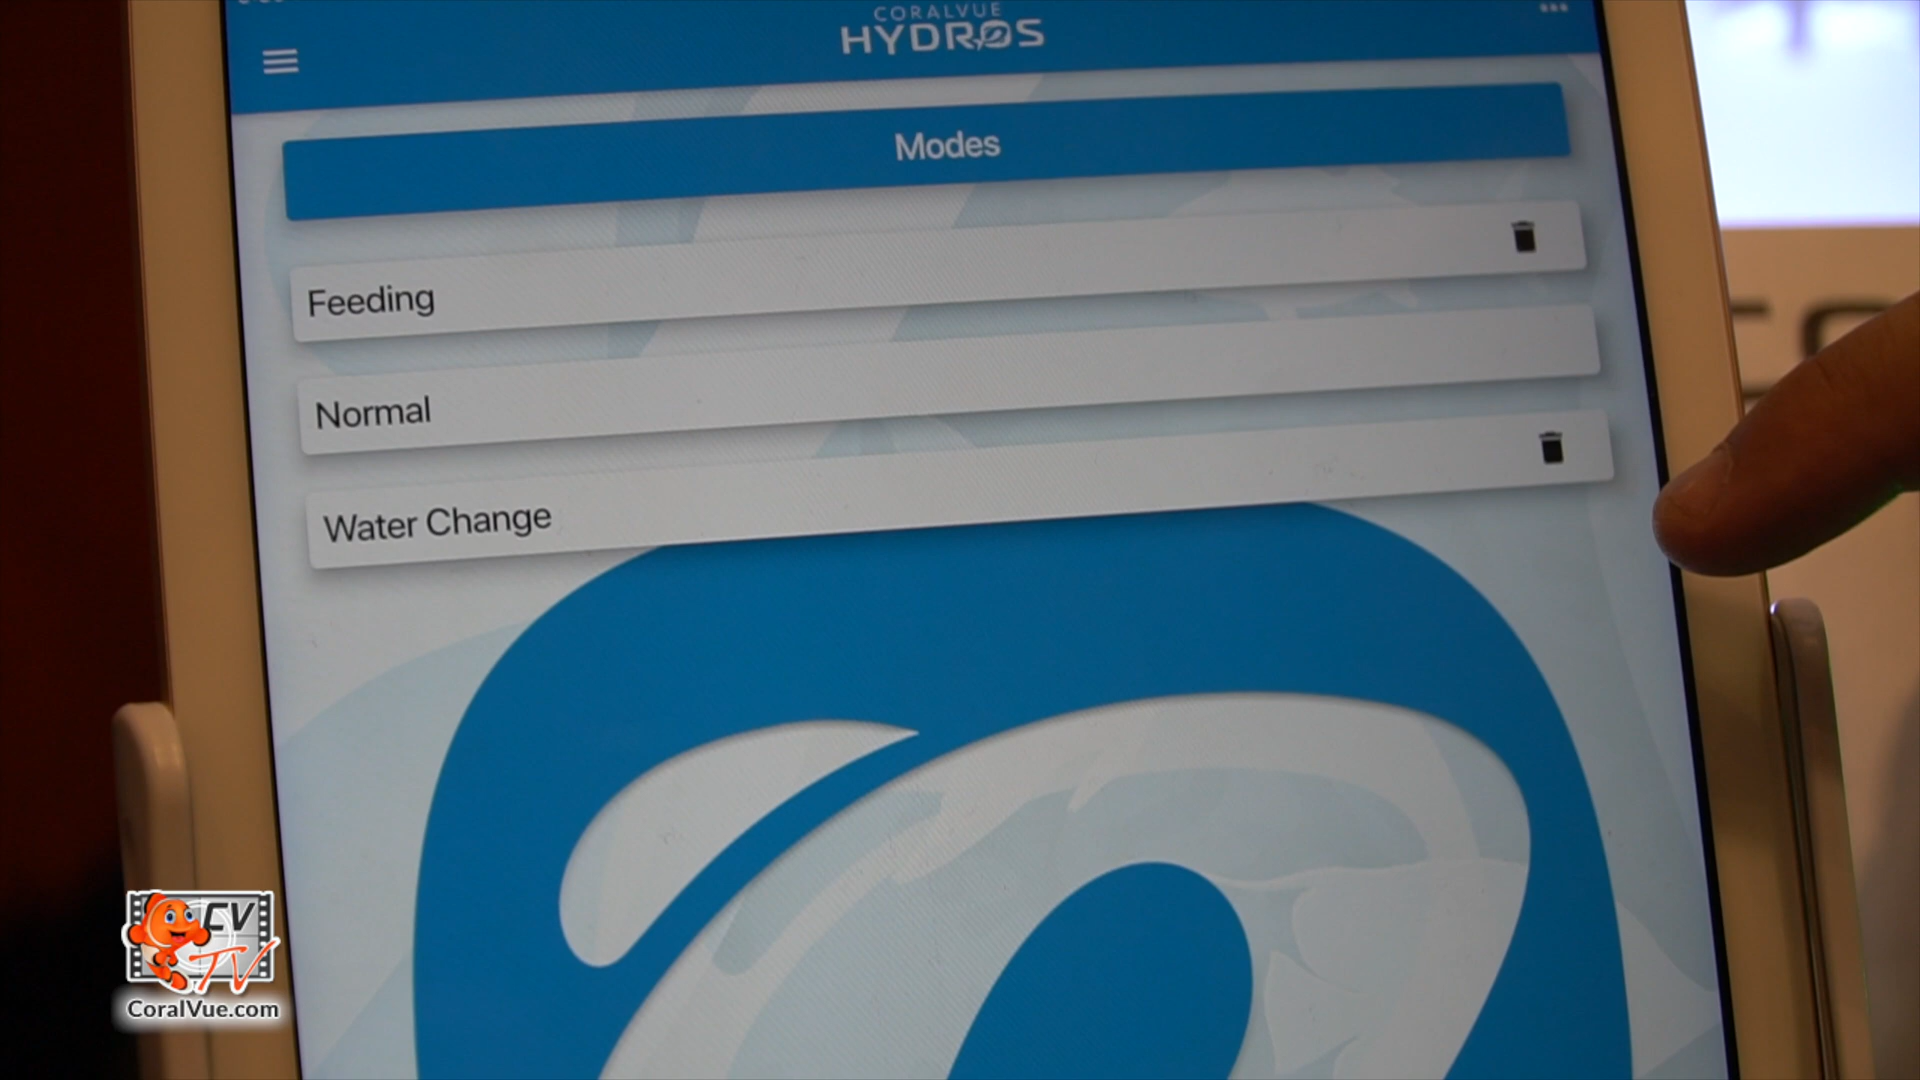 CORALVUE
HYDROS
Modes
Feeding
Normal
Water Change
CV
TV
CoralVue.com